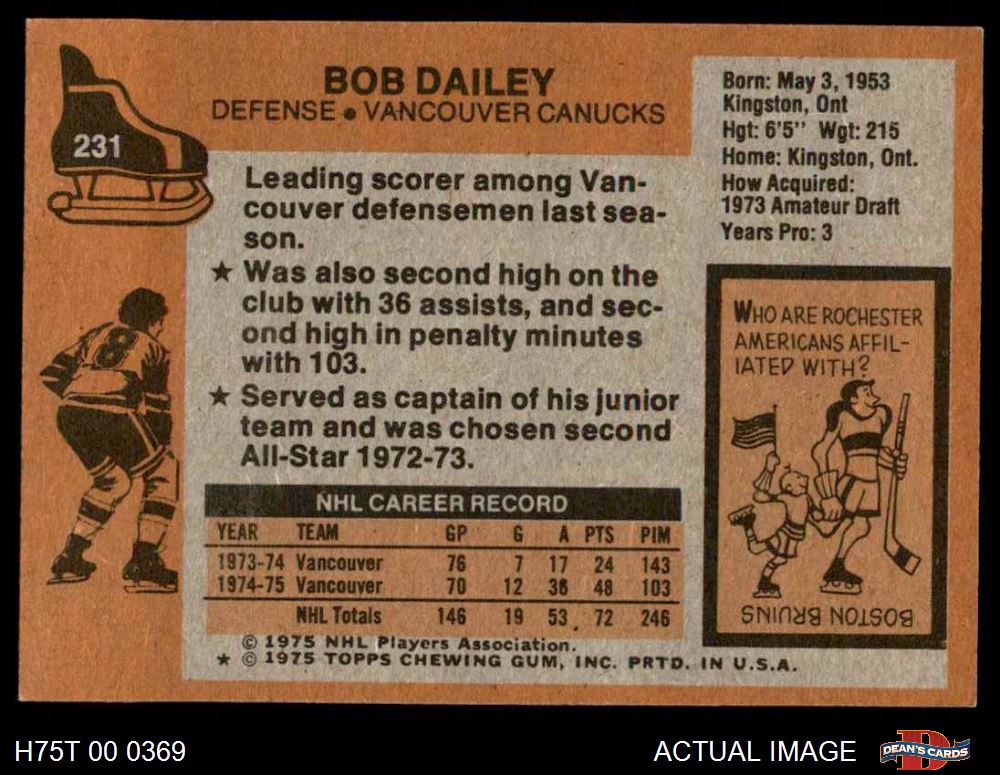 BOB DAILEY
DEFENSE • VANCOUVER CANUCKS
231
Leading scorer among Van-
couver defensemen last sea-
son.
★ Was also second high on the
club with 36 assists, and sec-
ond high in penalty minutes
with 103.
★ Served as captain of his junior
team and was chosen second
All-Star 1972-73.
Born: May 3, 1953
Kingston, Ont
Hgt: 6'5" Wgt: 215
Home: Kingston, Ont.
How Acquired:
1973 Amateur Draft
Years Pro: 3
8
WHO ARE ROCHESTER
AMERICANS AFFIL-
IATED WITH?
BOSTON BRUINS
NHL CAREER RECORD
YEAR TEAM GP G A PTS PIM
1973-74 Vancouver 76 7 17 24 143
1974-75 Vancouver 70 12 36 48 103
NHL Totals 146 19 53 72 246
© 1975 NHL Players Association.
★ © 1975 TOPPS CHEWING GUM, INC. PRTD. IN U.S.A.
H75T 00 0369
ACTUAL IMAGE
DEAN'S CARDS